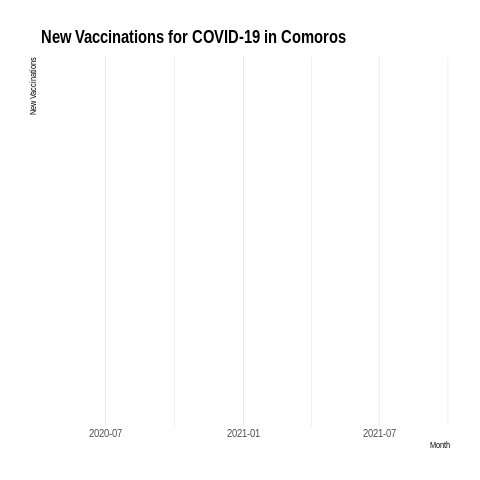 New Vaccinations for COVID-19 in Comoros
New Vaccinations
2020-07
2021-01
2021-07
Month